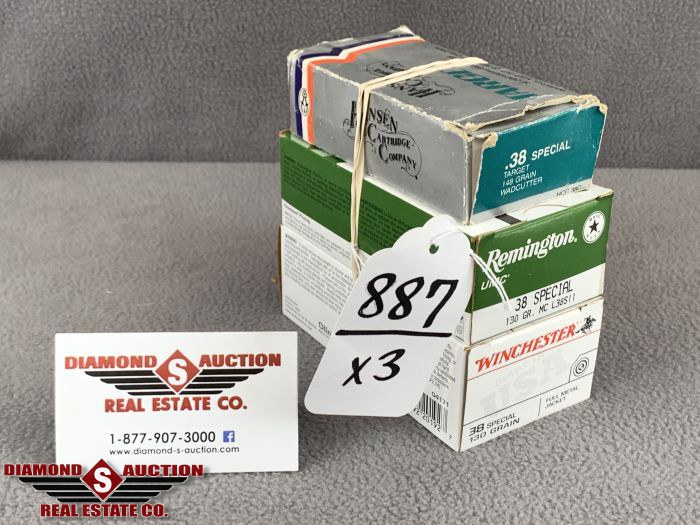 HANSEN
CARTRIDGE
COMPANY
.38 SPECIAL
TARGET
148 GRAIN
WADCUTTER
Remington
UMC
38 SPECIAL
130 GR. MC L38S11
WINCHESTER
USA
38 SPECIAL
130 GRAIN
FULL METAL
JACKET
887
x3
DIAMOND S AUCTION
REAL ESTATE CO.
1-877-907-3000
www.diamond-s-auction.com
DIAMOND S AUCTION
REAL ESTATE CO.